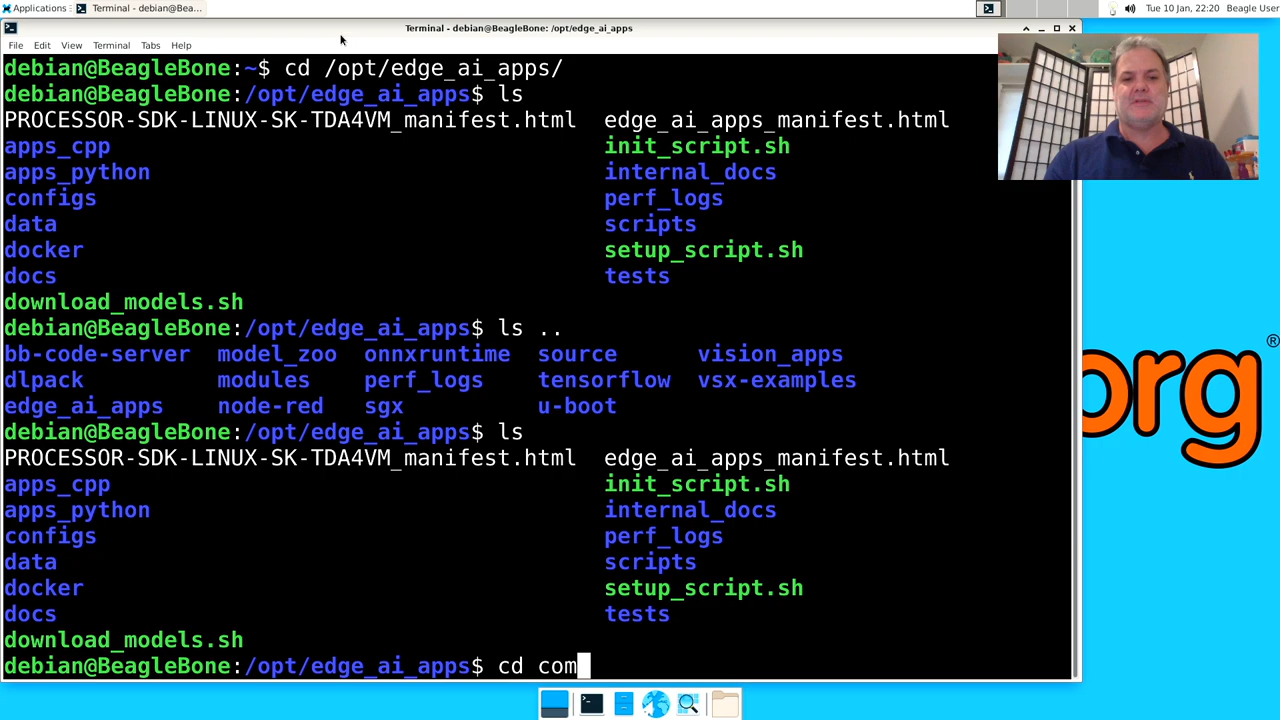 Applications
Terminal - debian@Bea...
Tue 10 Jan, 22:20
Beagle User
Terminal - debian@BeagleBone: /opt/edge_ai_apps
File Edit View Terminal Tabs Help
debian@BeagleBone:~$ cd /opt/edge_ai_apps/
debian@BeagleBone:/opt/edge_ai_apps$ ls
PROCESSOR-SDK-LINUX-SK-TDA4VM_manifest.html edge_ai_apps_manifest.html
apps_cpp init_script.sh
apps_python internal_docs
configs perf_logs
data scripts
docker setup_script.sh
docs tests
download_models.sh
debian@BeagleBone:/opt/edge_ai_apps$ ls ..
bb-code-server model_zoo onnxruntime source vision_apps
dlpack modules perf_logs tensorflow vsx-examples
edge_ai_apps node-red sgx u-boot
debian@BeagleBone:/opt/edge_ai_apps$ ls
PROCESSOR-SDK-LINUX-SK-TDA4VM_manifest.html edge_ai_apps_manifest.html
apps_cpp init_script.sh
apps_python internal_docs
configs perf_logs
data scripts
docker setup_script.sh
docs tests
download_models.sh
debian@BeagleBone:/opt/edge_ai_apps$ cd com
org®